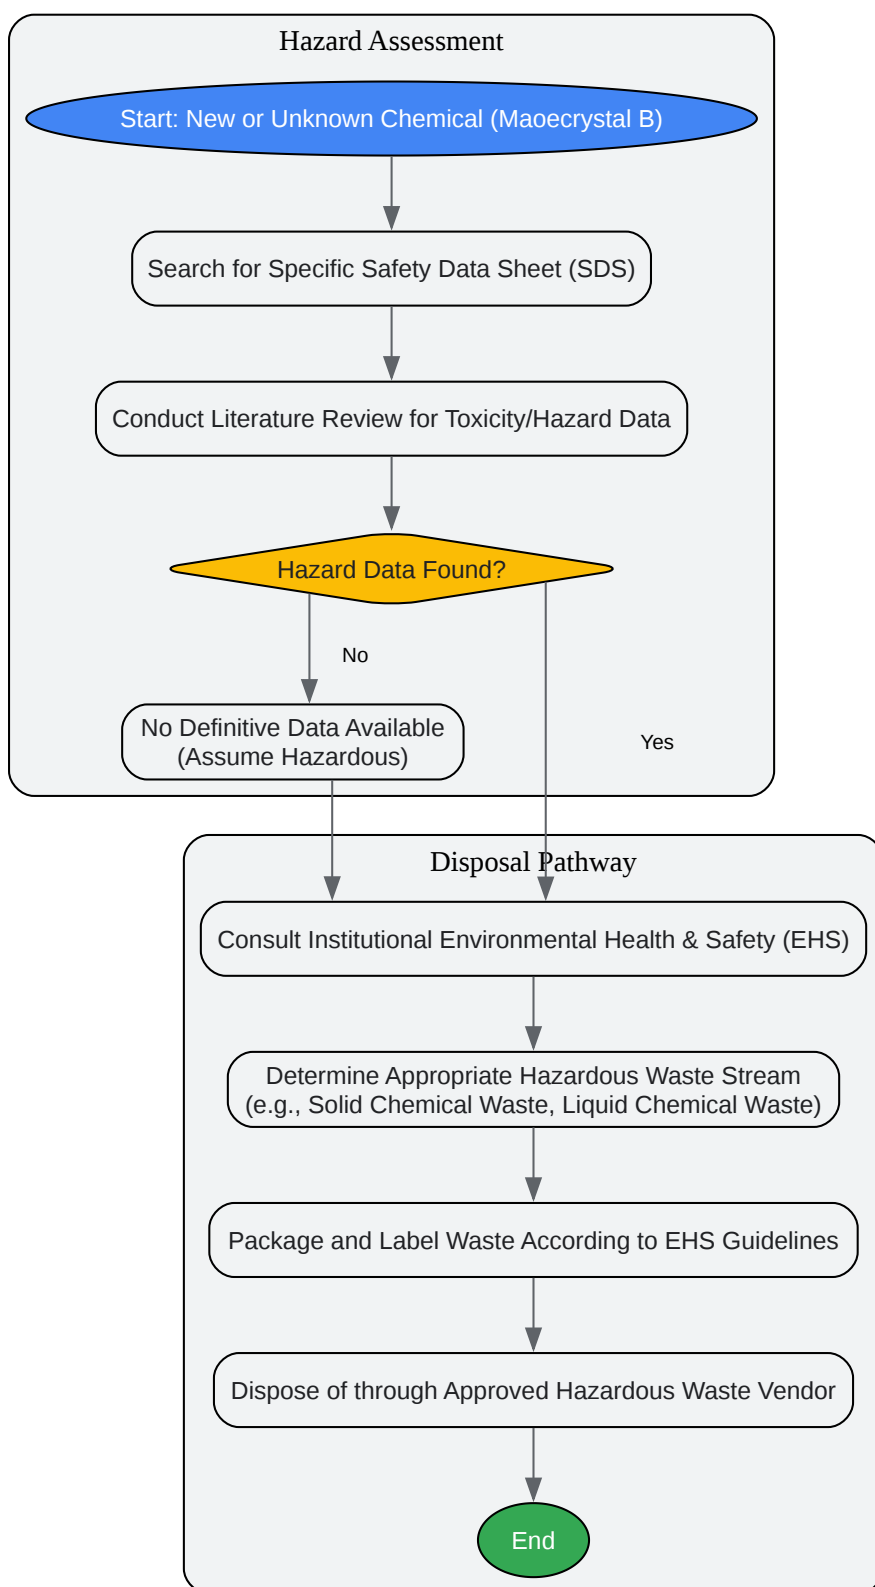 Hazard Assessment
Start: New or Unknown Chemical (Maoecrystal B)
Search for Specific Safety Data Sheet (SDS)
Conduct Literature Review for Toxicity/Hazard Data
Hazard Data Found?
No
No Definitive Data Available
(Assume Hazardous)
Yes
Disposal Pathway
Consult Institutional Environmental Health & Safety (EHS)
Determine Appropriate Hazardous Waste Stream
(e.g., Solid Chemical Waste, Liquid Chemical Waste)
Package and Label Waste According to EHS Guidelines
Dispose of through Approved Hazardous Waste Vendor
End